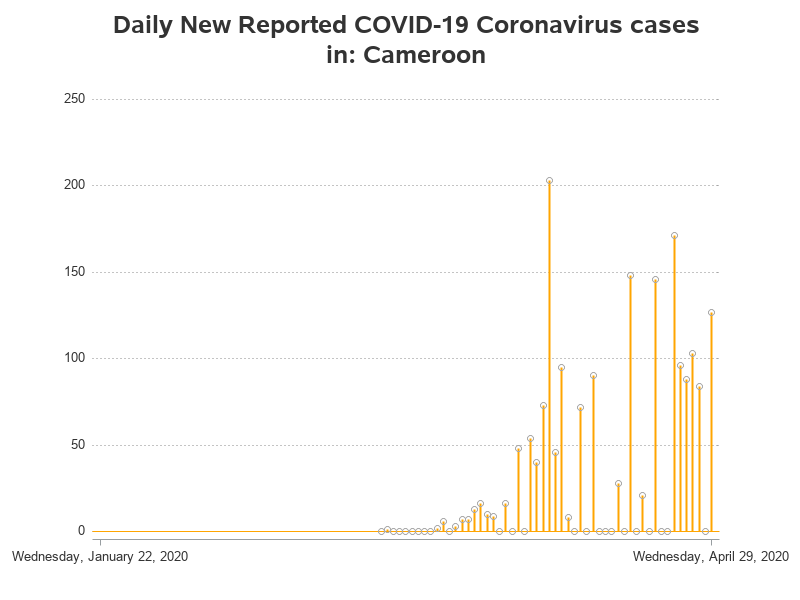 Daily New Reported COVID-19 Coronavirus cases
in: Cameroon
250
200
150
100
50
0
Wednesday, January 22, 2020
Wednesday, April 29, 2020